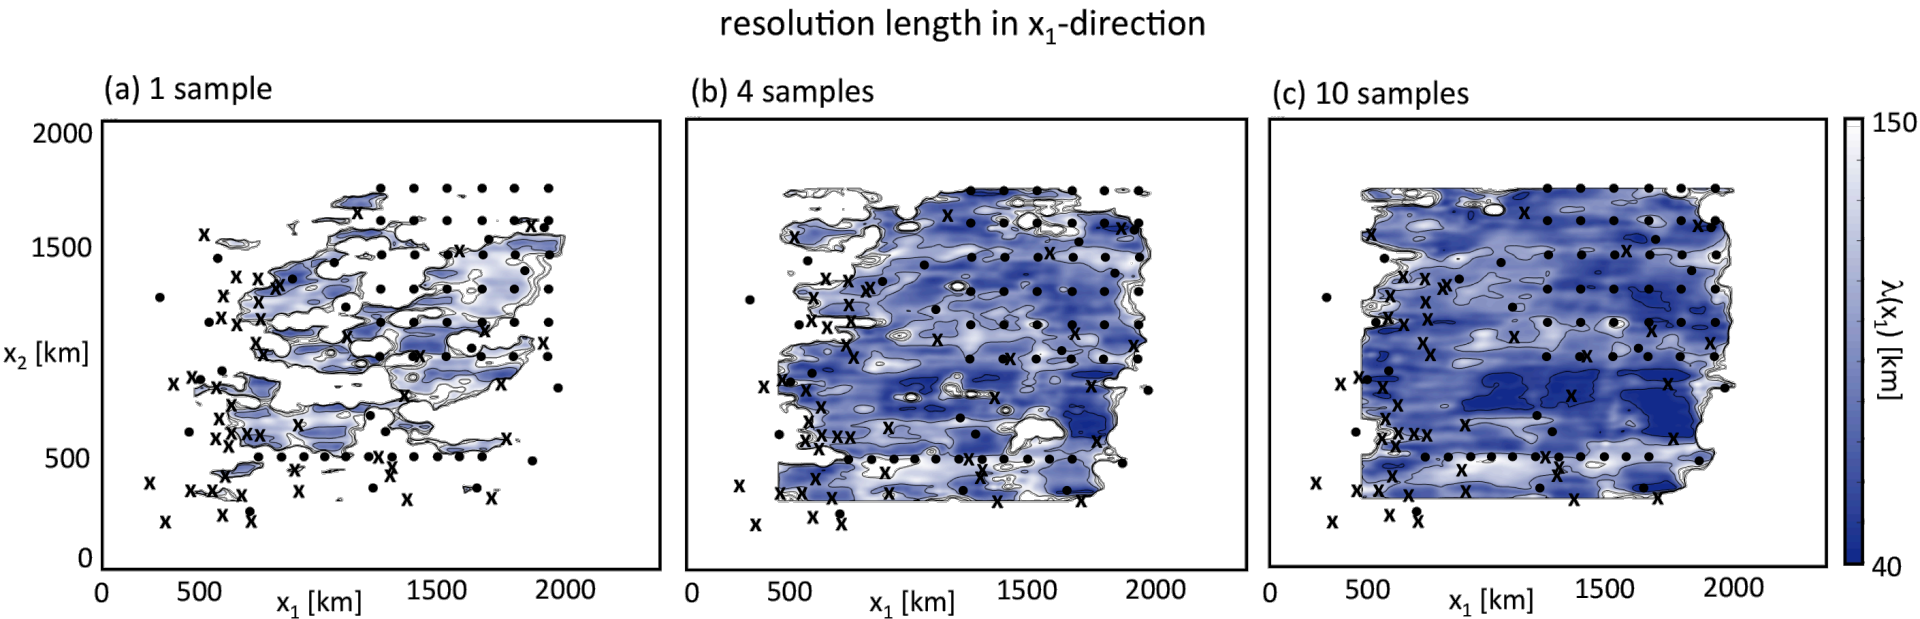 resolution length in x₁-direction
(a) 1 sample
(b) 4 samples
(c) 10 samples
2000
1500
x₂ [km]
500
0
0
500
x₁ [km]
1500
2000
0
500
x₁ [km]
1500
2000
0
500
x₁ [km]
1500
2000
150
λ(x₁) [km]
40